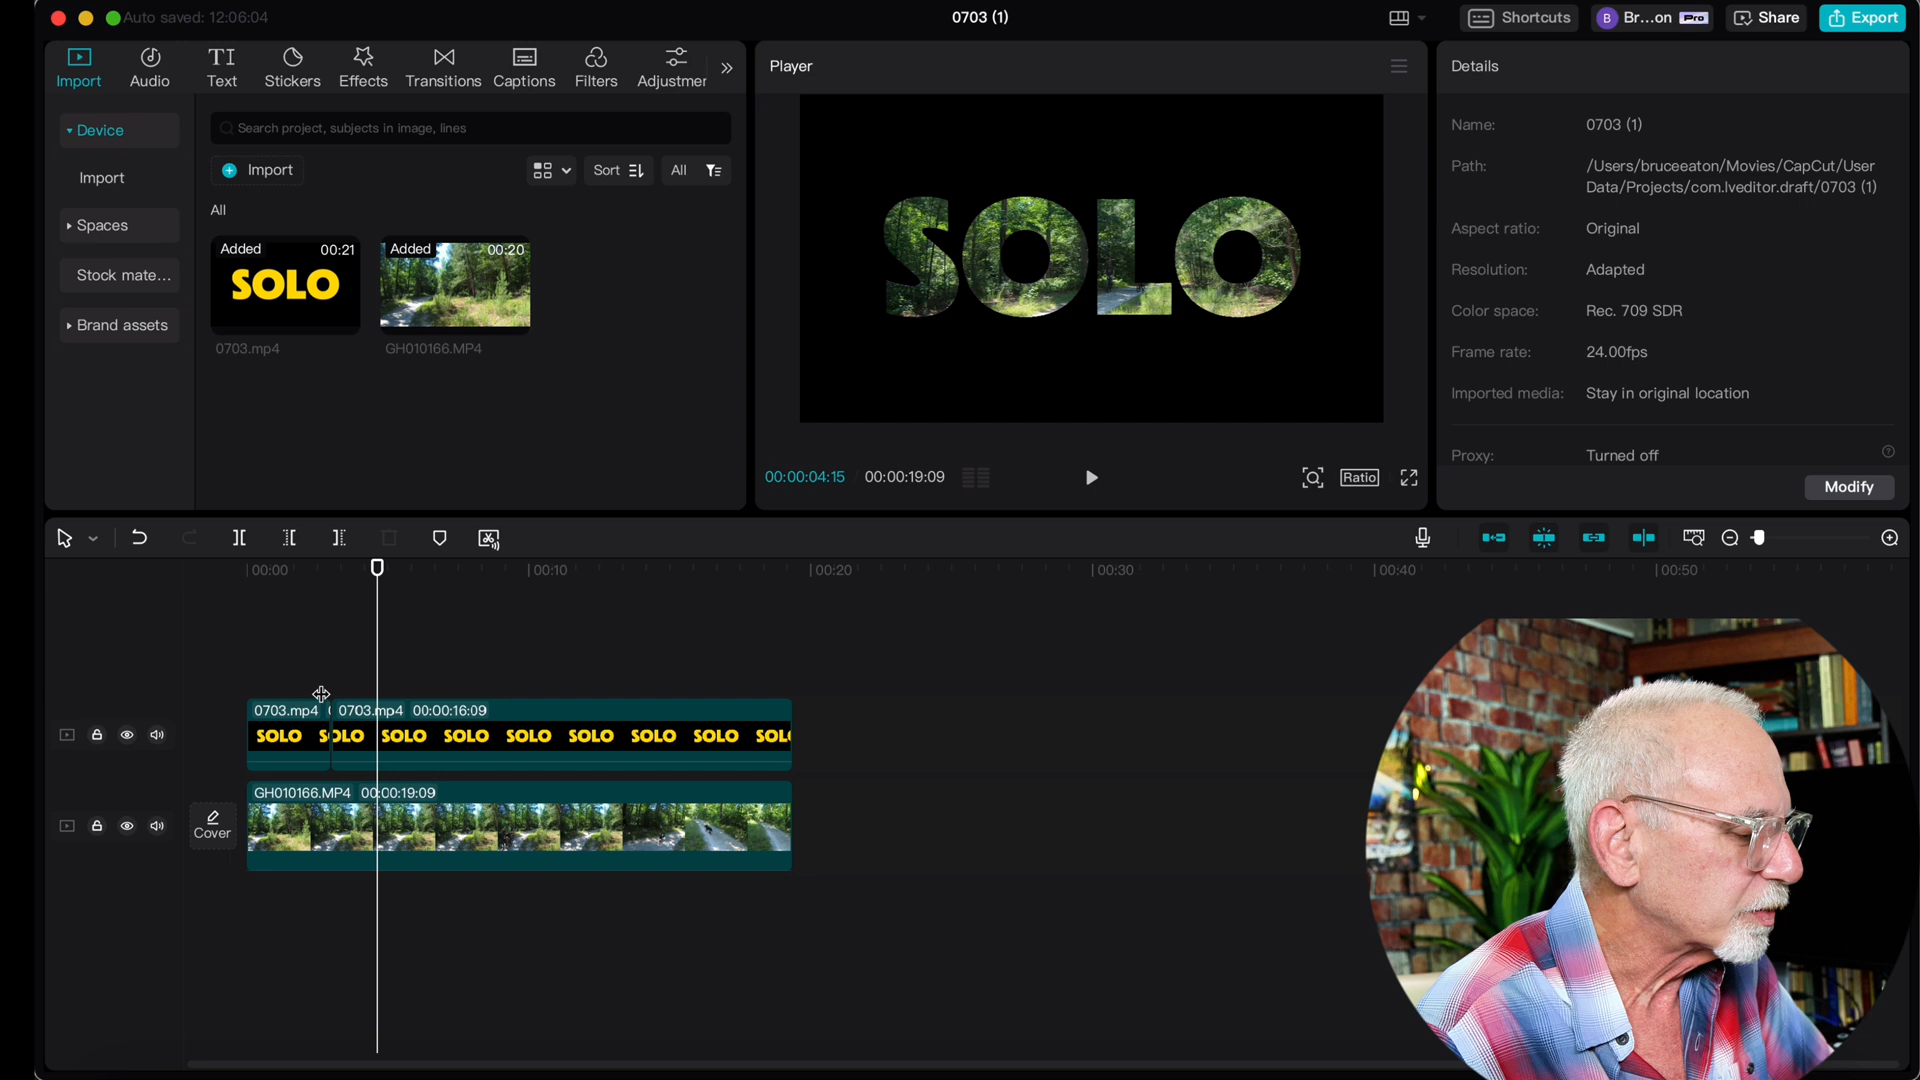 Auto saved: 12:06:04
0703 (1)
Shortcuts
B
Br...on
Pro
Share
Export
Import
Audio
TI
Text
Stickers
Effects
Transitions
Captions
Filters
Adjustmer
Player
Details
Device
Import
Spaces
Stock mate...
Brand assets
Search project, subjects in image, lines
Import
Sort
All
All
Added 00:21
SOLO
0703.mp4
Added 00:20
GH010166.MP4
SOLO
00:00:04:15
00:00:19:09
Ratio
Name: 0703 (1)
Path: /Users/bruceeaton/Movies/CapCut/User
Data/Projects/com.lveditor.draft/0703 (1)
Aspect ratio: Original
Resolution: Adapted
Color space: Rec. 709 SDR
Frame rate: 24.00fps
Imported media: Stay in original location
Proxy: Turned off
Modify
00:00
00:10
00:20
00:30
00:40
00:50
0703.mp4
0703.mp4 00:00:16:09
SOLO SOLO SOLO SOLO SOLO SOLO SOLO SOLO SOL
Cover
GH010166.MP4 00:00:19:09